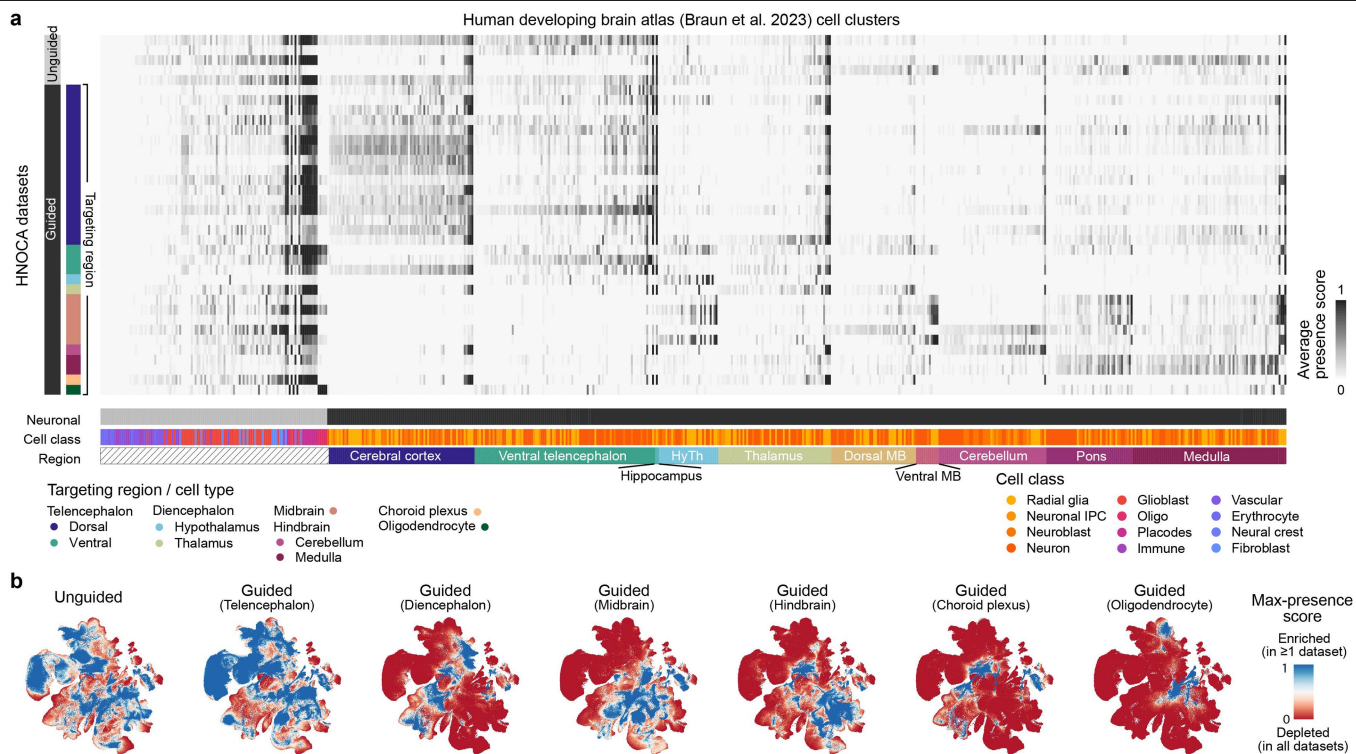 a
Human developing brain atlas (Braun et al. 2023) cell clusters
HNOCA datasets
Unguided
Guided
Targeting region
Average
presence score
1
0
Neuronal
Cell class
Region
Cerebral cortex
Ventral telencephalon
HyTh
Thalamus
Dorsal MB
Cerebellum
Pons
Medulla
Hippocampus
Ventral MB
Targeting region / cell type
Telencephalon
Dorsal
Ventral
Diencephalon
Hypothalamus
Thalamus
Midbrain
Hindbrain
Cerebellum
Medulla
Choroid plexus
Oligodendrocyte
Cell class
Radial glia
Neuronal IPC
Neuroblast
Neuron
Glioblast
Oligo
Placodes
Immune
Vascular
Erythrocyte
Neural crest
Fibroblast
b
Unguided
Guided
(Telencephalon)
Guided
(Diencephalon)
Guided
(Midbrain)
Guided
(Hindbrain)
Guided
(Choroid plexus)
Guided
(Oligodendrocyte)
Max-presence
score
Enriched
(in ≥1 dataset)
1
0
Depleted
(in all datasets)